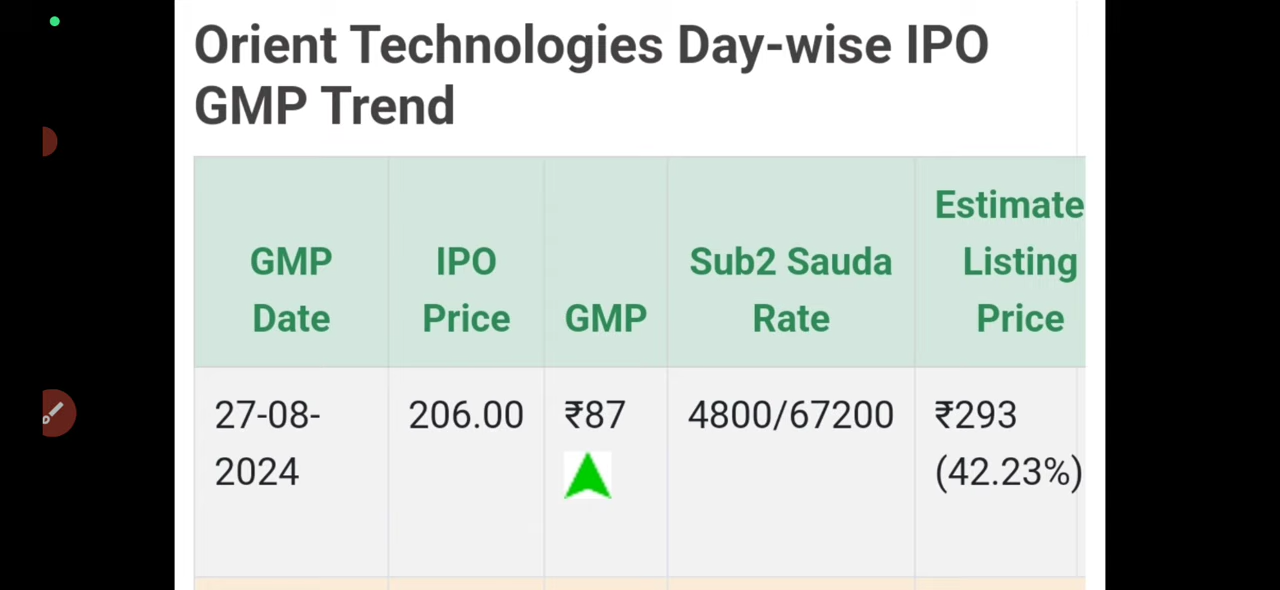 Orient Technologies Day-wise IPO
GMP Trend
GMP
Date
IPO
Price
GMP
Sub2 Sauda
Rate
Estimate
Listing
Price
27-08-
2024
206.00
₹87
4800/67200
₹293
(42.23%)